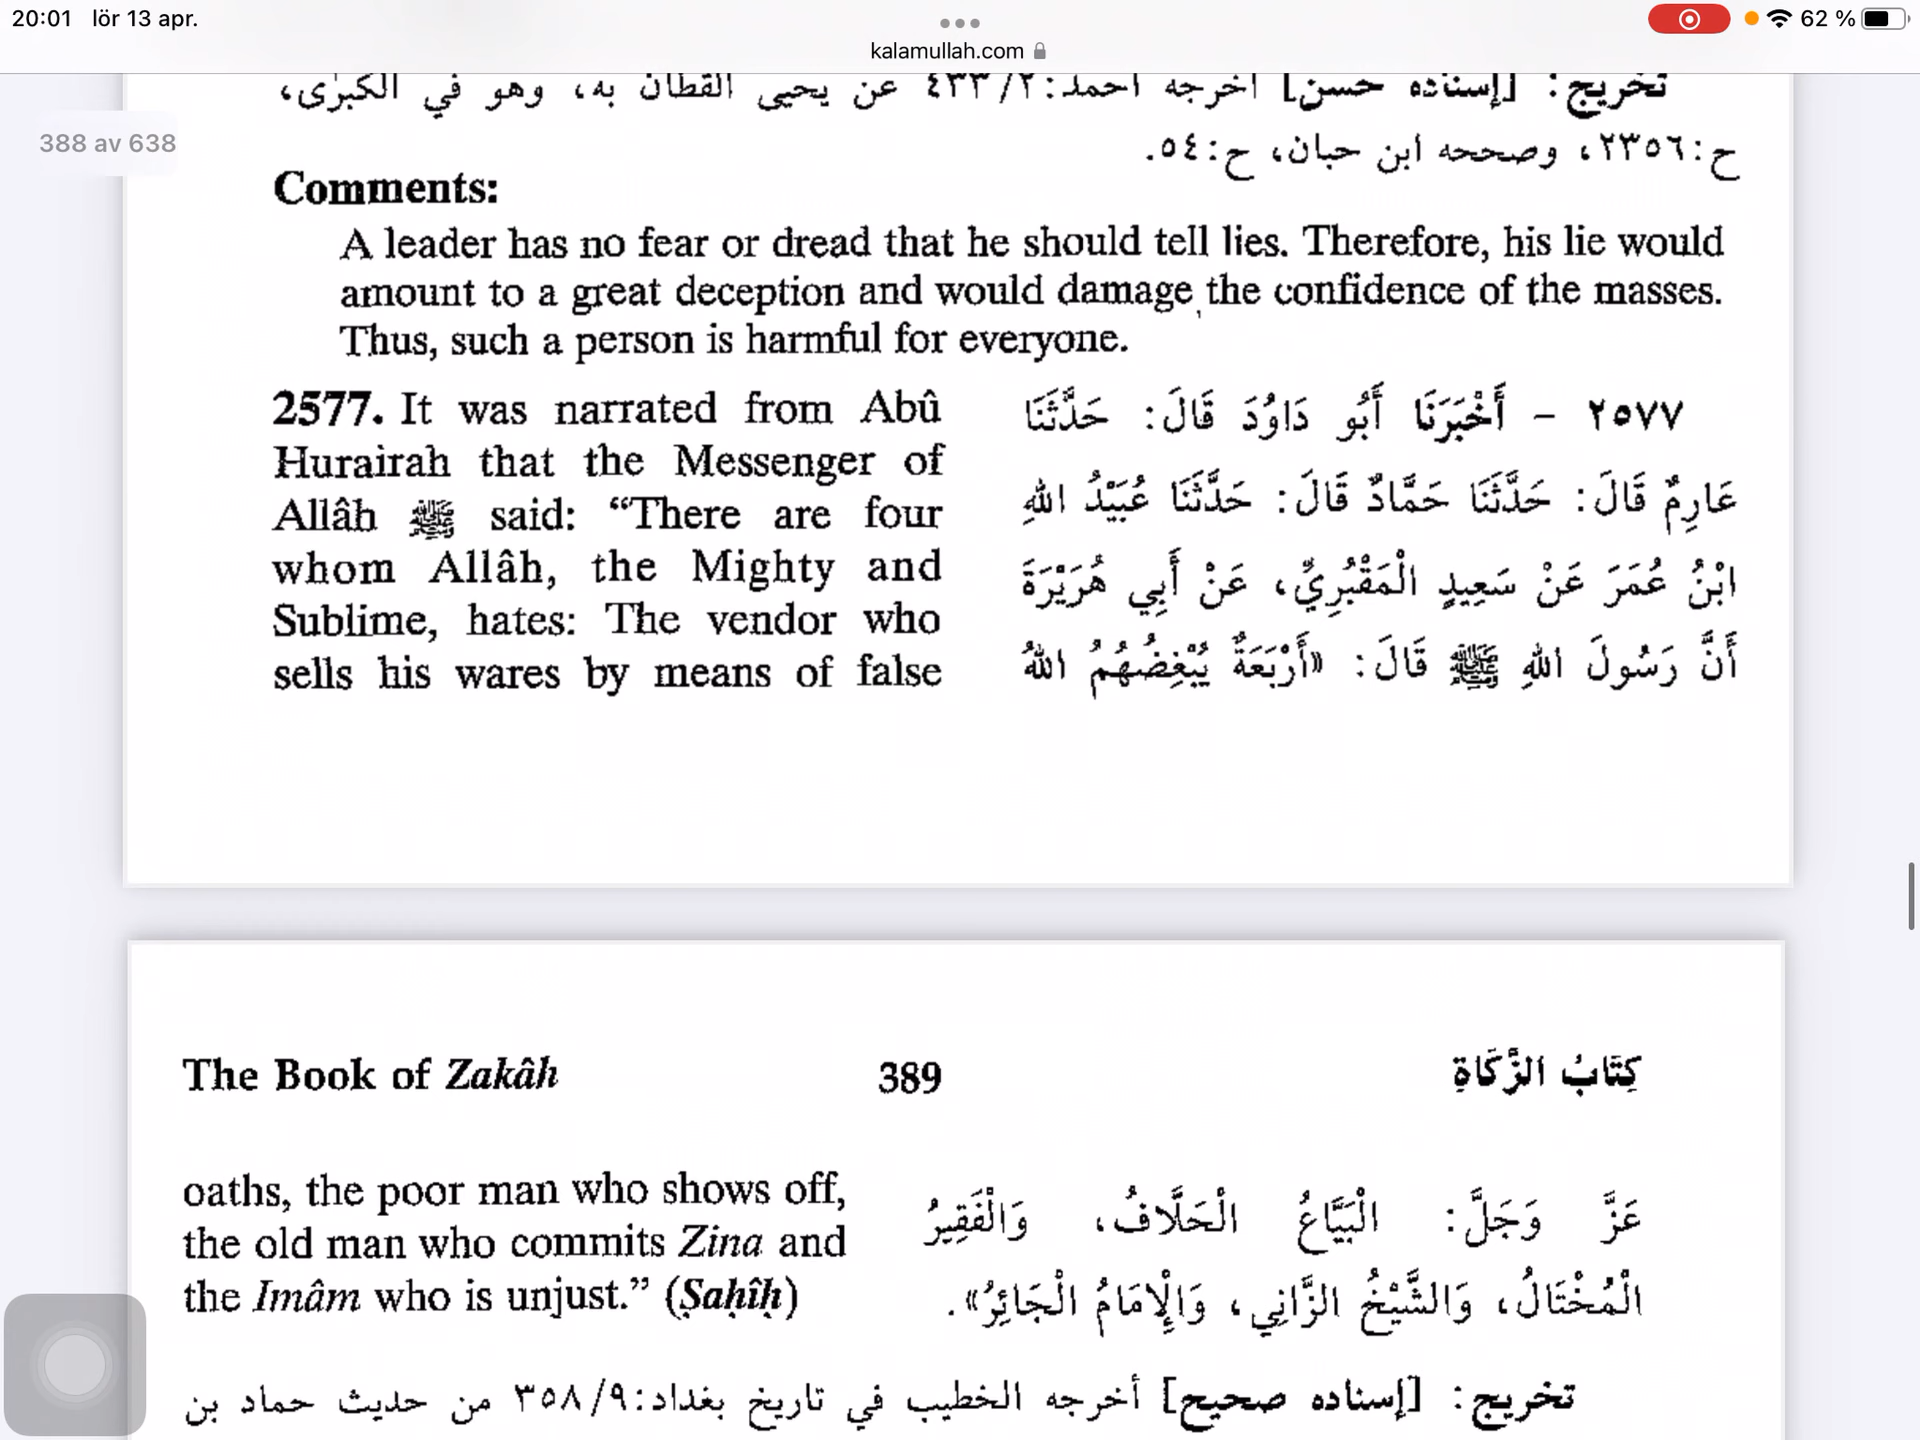 20:01 lör 13 apr.
kalamullah.com
62 %
388 av 638
تخريج: [إسناده حسن] أخرجه أحمد: ٢/ ٤٣٣ عن يحيى القطان به، وهو في الكبرٰى،
ح: ٢٣٥٦، وصححه ابن حبان، ح: ٥٤.
Comments:
A leader has no fear or dread that he should tell lies. Therefore, his lie would
amount to a great deception and would damage the confidence of the masses.
Thus, such a person is harmful for everyone.
2577. It was narrated from Abû
Hurairah that the Messenger of
Allâh ﷺ said: “There are four
whom Allâh, the Mighty and
Sublime, hates: The vendor who
sells his wares by means of false
٢٥٧٧ - أَخْبَرَنَا أَبُو دَاوُدَ قَالَ: حَدَّثَنَا
عَارِمٌ قَالَ: حَدَّثَنَا حَمَّادٌ قَالَ: حَدَّثَنَا عُبَيْدُ اللهِ
ابْنُ عُمَرَ عَنْ سَعِيدٍ الْمَقْبُرِيِّ، عَنْ أَبِي هُرَيْرَةَ
أَنَّ رَسُولَ اللهِ ﷺ قَالَ: «أَرْبَعَةٌ يُبْغِضُهُمُ اللهُ
The Book of Zakâh 389 كِتَابُ الزَّكَاةِ
oaths, the poor man who shows off,
the old man who commits Zina and
the Imâm who is unjust.” (Ṣaḥîḥ)
عَزَّ وَجَلَّ: الْبَيَّاعُ الْحَلَّافُ، وَالْفَقِيرُ
الْمُخْتَالُ، وَالشَّيْخُ الزَّانِي، وَالْإِمَامُ الْجَائِرُ».
تخريج: [إسناده صحيح] أخرجه الخطيب في تاريخ بغداد: ٩/ ٣٥٨ من حديث حماد بن